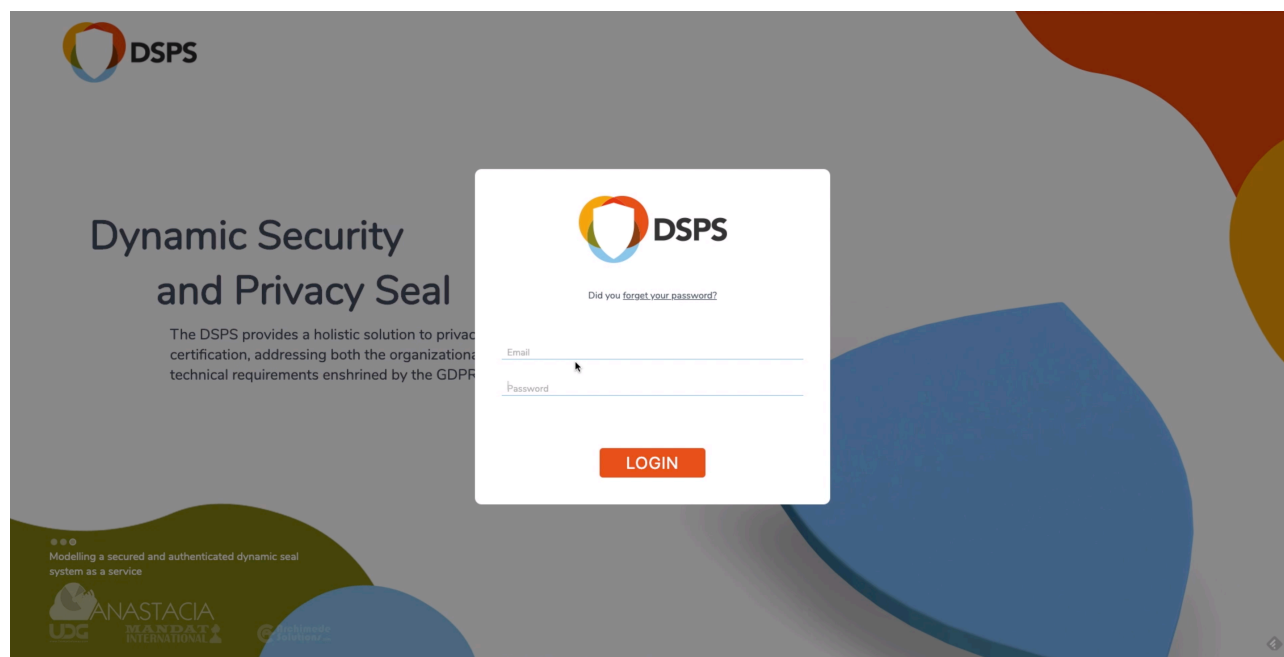 DSPS
Dynamic Security
and Privacy Seal
The DSPS provides a holistic solution to privac
certification, addressing both the organizationa
technical requirements enshrined by the GDPR
DSPS
Did you forget your password?
Email
Password
LOGIN
Modelling a secured and authenticated dynamic seal
system as a service
ANASTACIA
UDG
MANDAT
INTERNATIONAL